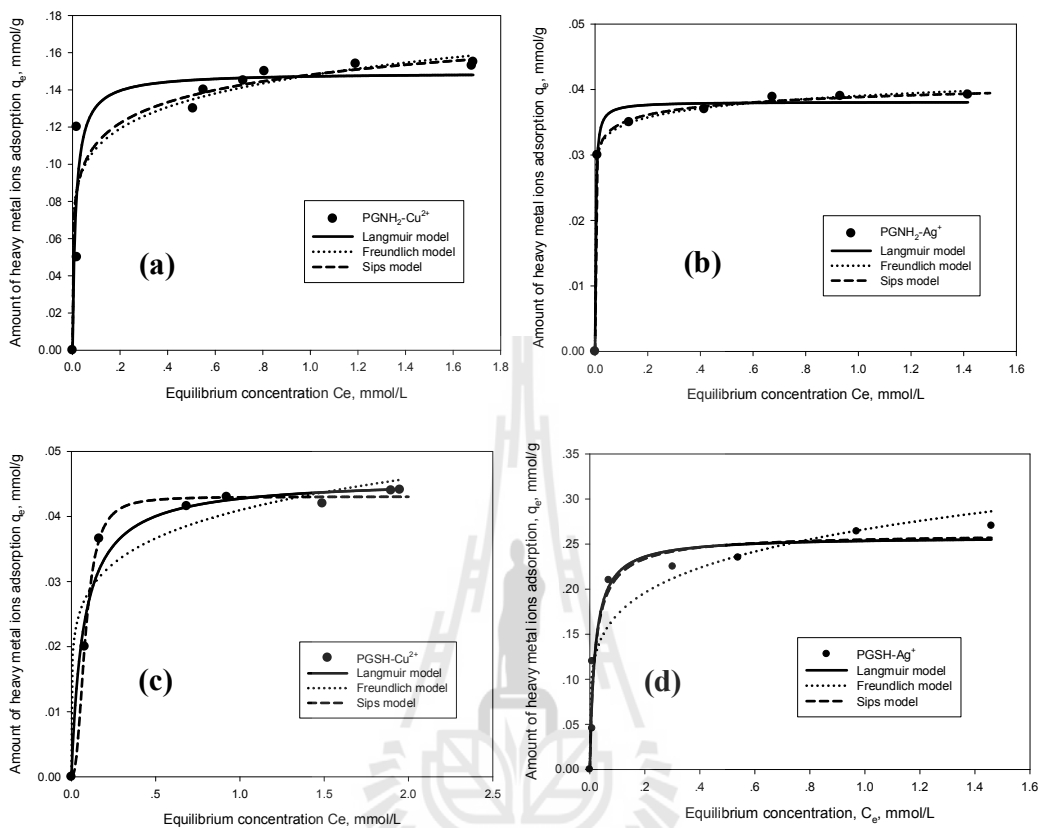 Amount of heavy metal ions adsorption qe, mmol/g
.18
.16
.14
.12
.10
.08
.06
.04
.02
0.00
PGNH2-Cu2+
Langmuir model
Freundlich model
Sips model
(a)
0.0 .2 .4 .6 .8 1.0 1.2 1.4 1.6 1.8
Equilibrium concentration Ce, mmol/L
Amount of heavy metal ions adsorption qe, mmol/g
.05
.04
.03
.02
.01
0.00
PGNH2-Ag+
Langmuir model
Freundlich model
Sips model
(b)
0.0 .2 .4 .6 .8 1.0 1.2 1.4 1.6
Equilibrium concentration Ce, mmol/L
Amount of heavy metal ions adsorption qe, mmol/g
.05
.04
.03
.02
.01
0.00
PGSH-Cu2+
Langmuir model
Freundlich model
Sips model
(c)
0.0 .5 1.0 1.5 2.0 2.5
Equilibrium concentration Ce, mmol/L
Amount of heavy metal ions adsorption, qe, mmol/g
.35
.30
.25
.20
.15
.10
.05
0.00
PGSH-Ag+
Langmuir model
Freundlich model
Sips model
(d)
0.0 .2 .4 .6 .8 1.0 1.2 1.4 1.6
Equilibrium concentration, Ce, mmol/L